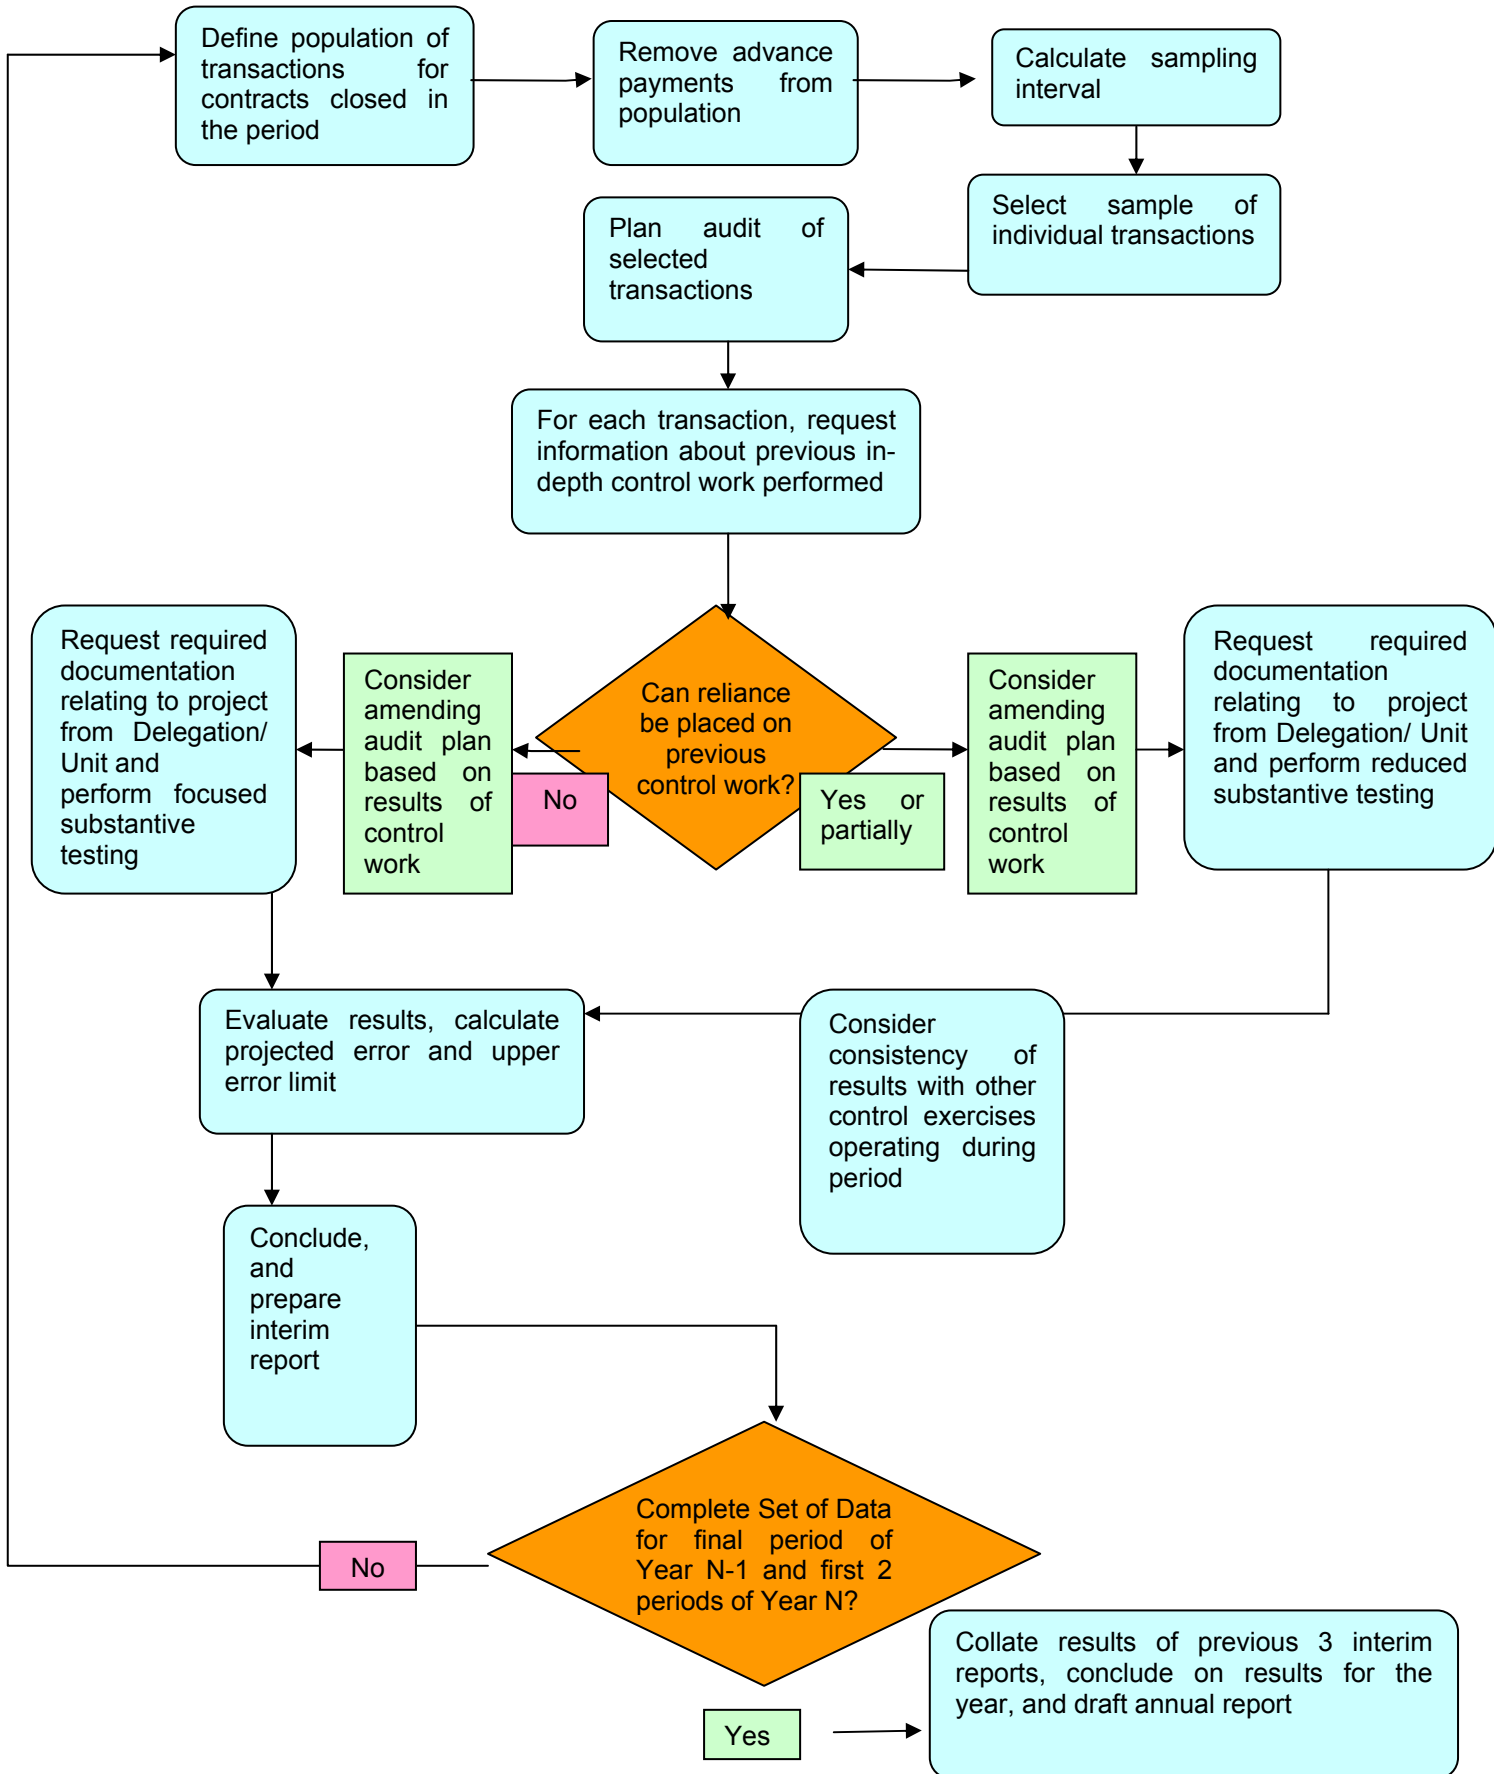 Define population of
transactions for
contracts closed in
the period
Remove advance
payments from
population
Calculate sampling
interval
Select sample of
individual transactions
Plan audit of
selected
transactions
For each transaction, request
information about previous in-
depth control work performed
Request required
documentation
relating to project
from Delegation/
Unit and
perform focused
substantive
testing
Consider
amending
audit plan
based on
results of
control
work
No
Can reliance
be placed on
previous
control work?
Yes or
partially
Consider
amending
audit plan
based on
results of
control
work
Request required
documentation
relating to project
from Delegation/ Unit
and perform reduced
substantive testing
Evaluate results, calculate
projected error and upper
error limit
Consider
consistency of
results with other
control exercises
operating during
period
Conclude,
and
prepare
interim
report
Complete Set of Data
for final period of
Year N-1 and first 2
periods of Year N?
No
Yes
Collate results of previous 3 interim
reports, conclude on results for the
year, and draft annual report